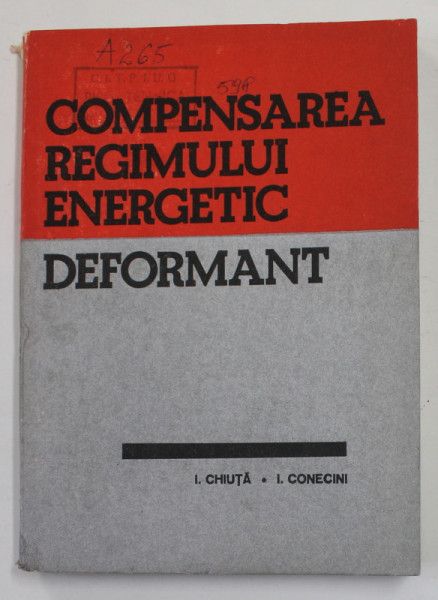 A265
598
COMPENSAREA
REGIMULUI
ENERGETIC
DEFORMANT
I. CHIUȚĂ • I. CONECINI